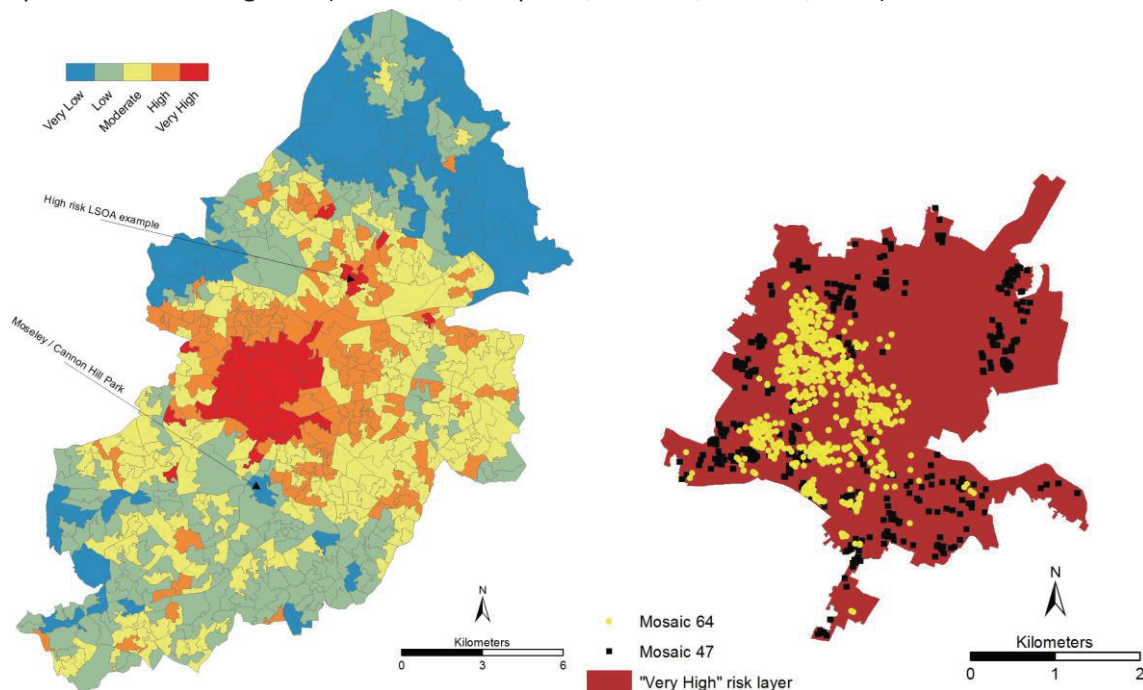 Very Low
Low
Moderate
High
Very High
High risk LSOA example
Moseley / Cannon Hill Park
N
Kilometers
0 3 6
Mosaic 64
Mosaic 47
"Very High" risk layer
N
Kilometers
0 1 2